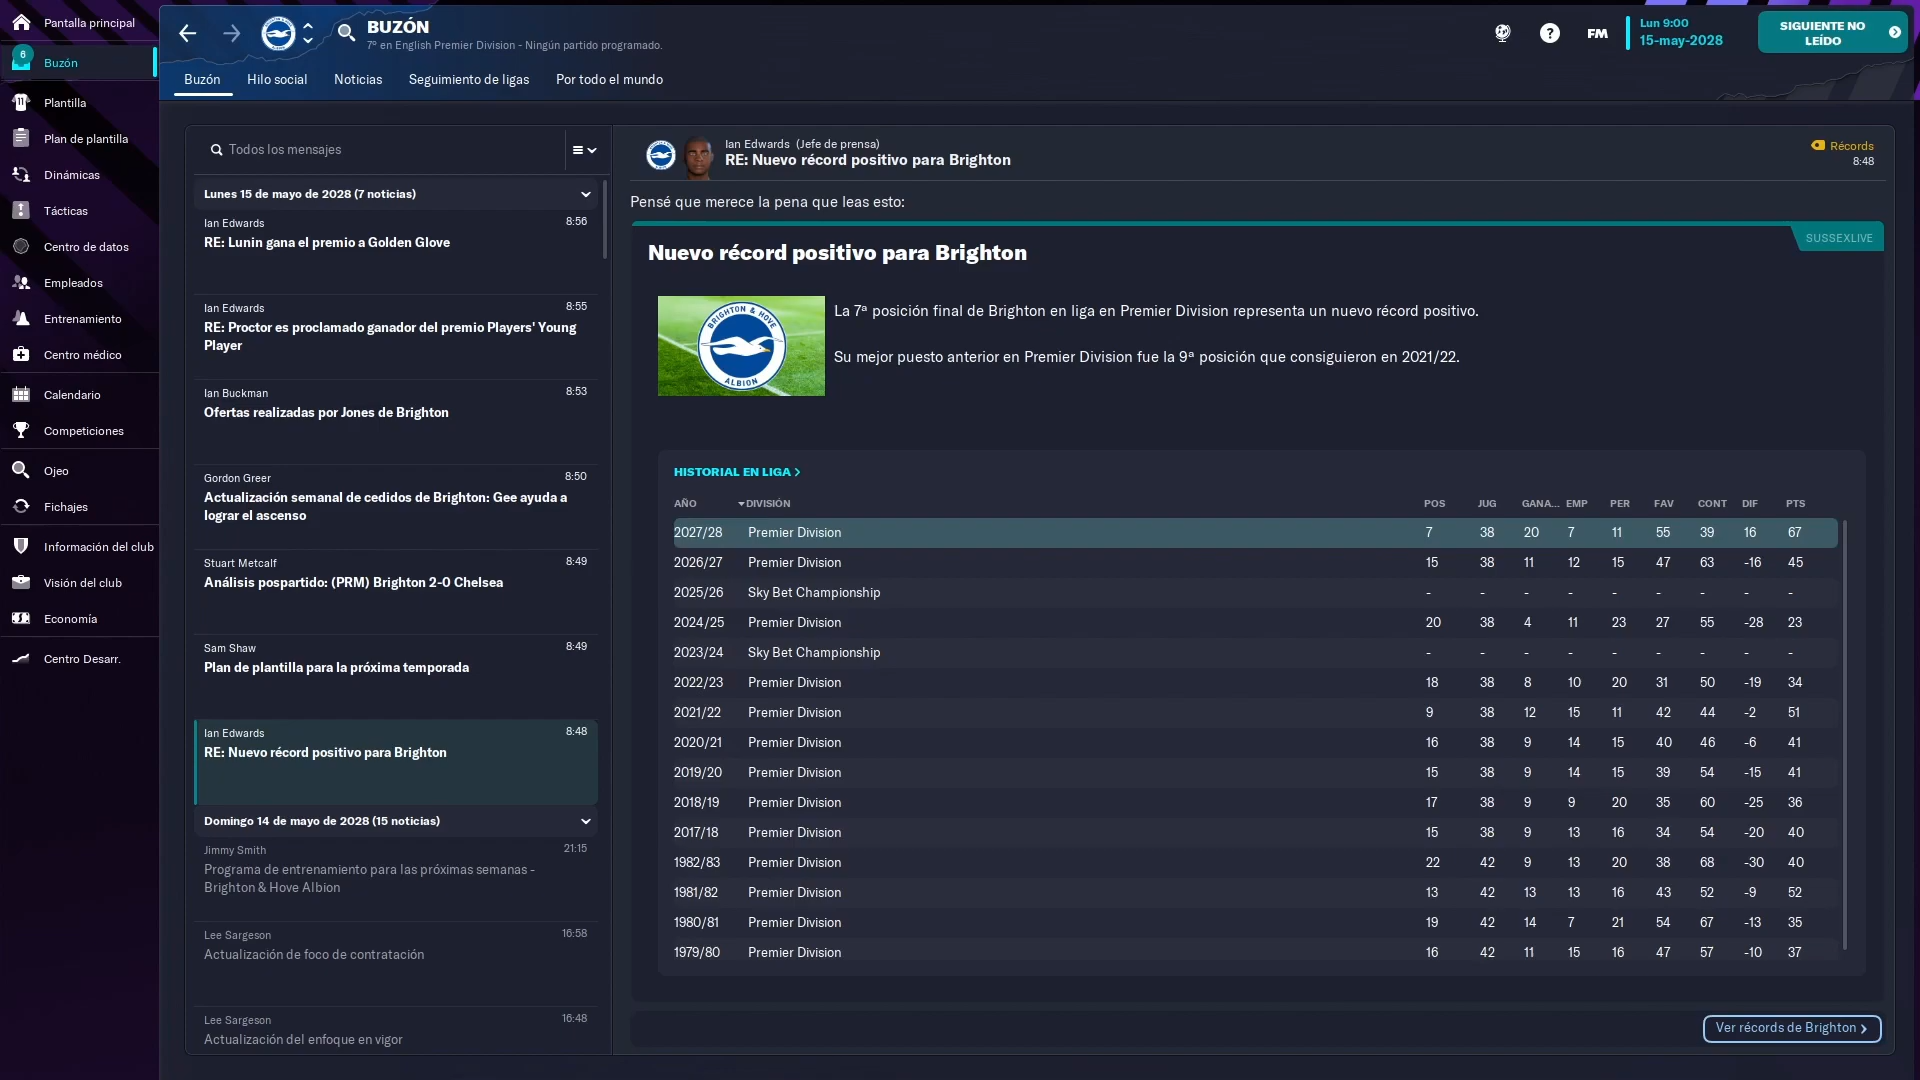 Pantalla principal
6
Buzón
Plantilla
Plan de plantilla
Dinámicas
Tácticas
Centro de datos
Empleados
Entrenamiento
Centro médico
Calendario
Competiciones
Ojeo
Fichajes
Información del club
Visión del club
Economía
Centro Desarr.
BUZÓN
7º en English Premier Division - Ningún partido programado.
FM
Lun 9:00
15-may-2028
SIGUIENTE NO
LEÍDO
Buzón Hilo social Noticias Seguimiento de ligas Por todo el mundo
Todos los mensajes
Lunes 15 de mayo de 2028 (7 noticias)
Ian Edwards 8:56
RE: Lunin gana el premio a Golden Glove
Ian Edwards 8:55
RE: Proctor es proclamado ganador del premio Players' Young
Player
Ian Buckman 8:53
Ofertas realizadas por Jones de Brighton
Gordon Greer 8:50
Actualización semanal de cedidos de Brighton: Gee ayuda a
lograr el ascenso
Stuart Metcalf 8:49
Análisis pospartido: (PRM) Brighton 2-0 Chelsea
Sam Shaw 8:49
Plan de plantilla para la próxima temporada
Ian Edwards 8:48
RE: Nuevo récord positivo para Brighton
Domingo 14 de mayo de 2028 (15 noticias)
Jimmy Smith 21:15
Programa de entrenamiento para las próximas semanas -
Brighton & Hove Albion
Lee Sargeson 16:58
Actualización de foco de contratación
Lee Sargeson 16:48
Actualización del enfoque en vigor
Ian Edwards (Jefe de prensa)
RE: Nuevo récord positivo para Brighton
Récords
8:48
Pensé que merece la pena que leas esto:
SUSSEXLIVE
Nuevo récord positivo para Brighton
BRIGHTON & HOVE
ALBION
La 7ª posición final de Brighton en liga en Premier Division representa un nuevo récord positivo.
Su mejor puesto anterior en Premier Division fue la 9ª posición que consiguieron en 2021/22.
HISTORIAL EN LIGA
AÑO DIVISIÓN POS JUG GANA... EMP PER FAV CONT DIF PTS
2027/28 Premier Division 7 38 20 7 11 55 39 16 67
2026/27 Premier Division 15 38 11 12 15 47 63 -16 45
2025/26 Sky Bet Championship - - - - - - - - -
2024/25 Premier Division 20 38 4 11 23 27 55 -28 23
2023/24 Sky Bet Championship - - - - - - - - -
2022/23 Premier Division 18 38 8 10 20 31 50 -19 34
2021/22 Premier Division 9 38 12 15 11 42 44 -2 51
2020/21 Premier Division 16 38 9 14 15 40 46 -6 41
2019/20 Premier Division 15 38 9 14 15 39 54 -15 41
2018/19 Premier Division 17 38 9 9 20 35 60 -25 36
2017/18 Premier Division 15 38 9 13 16 34 54 -20 40
1982/83 Premier Division 22 42 9 13 20 38 68 -30 40
1981/82 Premier Division 13 42 13 13 16 43 52 -9 52
1980/81 Premier Division 19 42 14 7 21 54 67 -13 35
1979/80 Premier Division 16 42 11 15 16 47 57 -10 37
Ver récords de Brighton